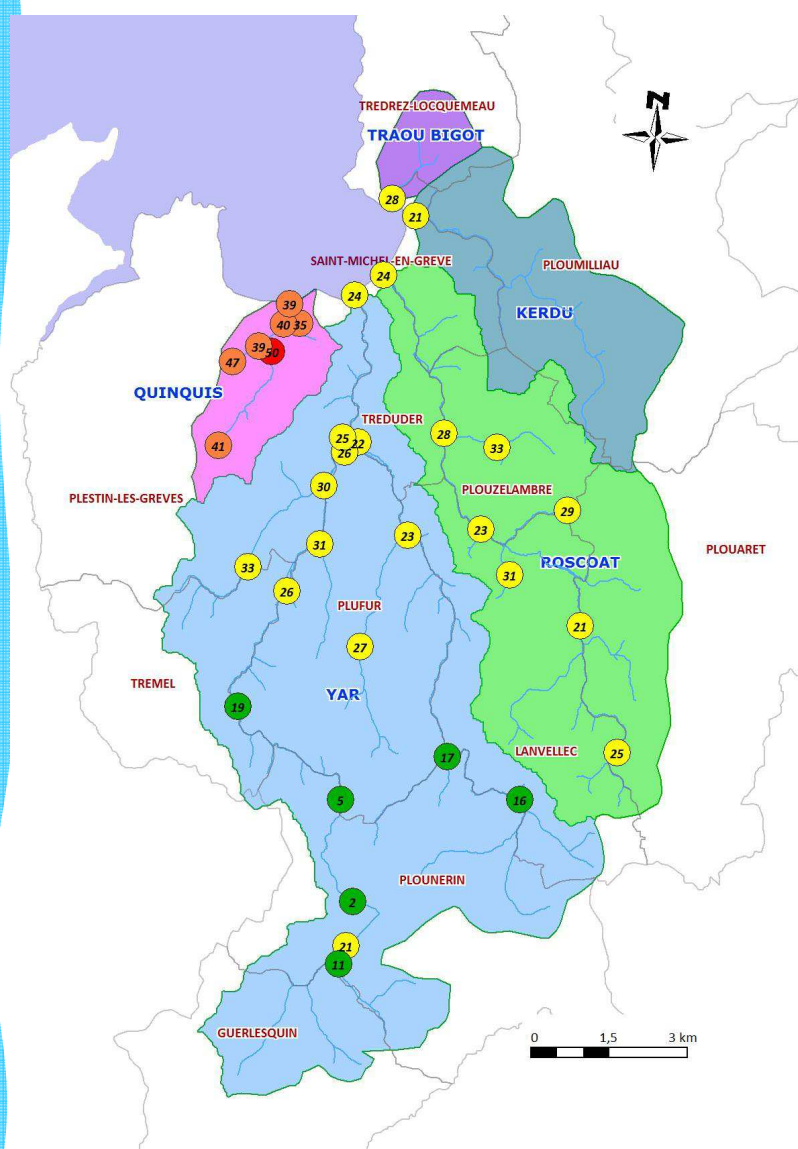 N
TREDREZ-LOCQUEMEAU
TRAOU BIGOT
28
21
SAINT-MICHEL-EN-GREVE
PLOUMILLIAU
24
24
39
KERDU
40
35
39
50
47
QUINQUIS
TREDUDER
25
22
26
28
33
41
PLOUZELAMBRE
30
PLESTIN-LES-GREVES
29
23
23
31
PLOUARET
ROSCOAT
33
31
26
PLUFUR
21
27
TREMEL
YAR
19
LANVELLEC
25
17
5
16
PLOUNERIN
2
21
11
GUERLESQUIN
0 1,5 3 km